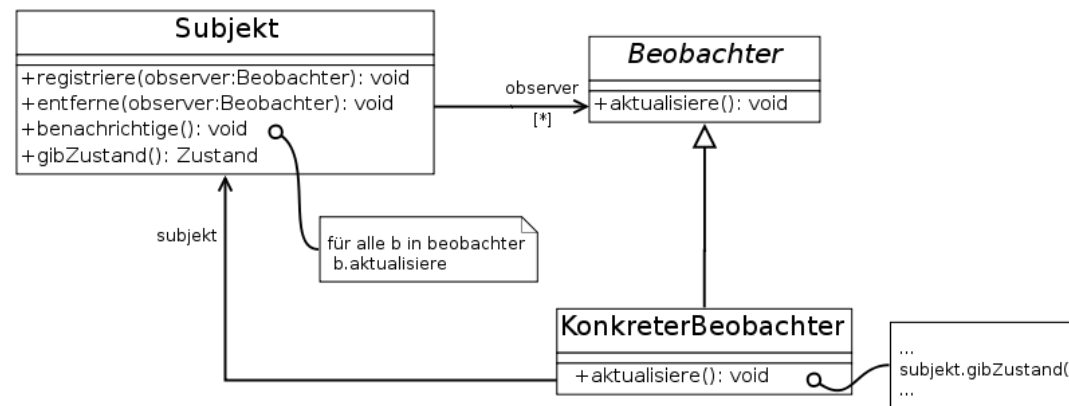 Subjekt
+registriere(observer:Beobachter): void
+entferne(observer:Beobachter): void
+benachrichtige(): void
+gibZustand(): Zustand
observer
[*]
Beobachter
+aktualisiere(): void
subjekt
für alle b in beobachter
b.aktualisiere
KonkreterBeobachter
+aktualisiere(): void
...
subjekt.gibZustand(
...